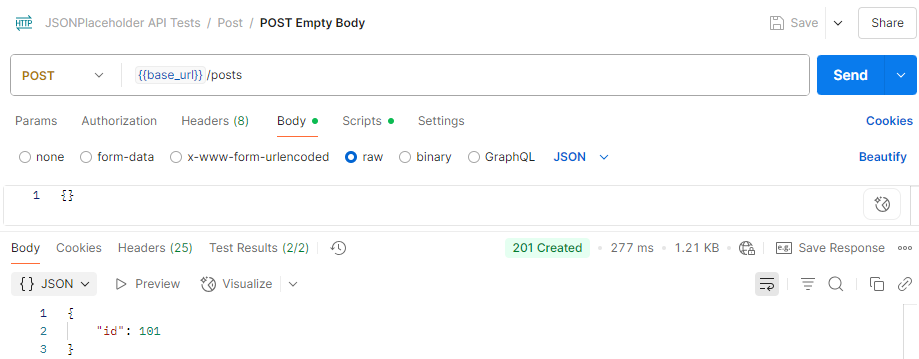 HTTP JSONPlaceholder API Tests / Post / POST Empty Body Save Share
POST {{base_url}} /posts Send
Params Authorization Headers (8) Body Scripts Settings Cookies
none form-data x-www-form-urlencoded raw binary GraphQL JSON Beautify
1 {}
Body Cookies Headers (25) Test Results (2/2) 201 Created 277 ms 1.21 KB e.g. Save Response
{} JSON Preview Visualize
1 {
2 "id": 101
3 }